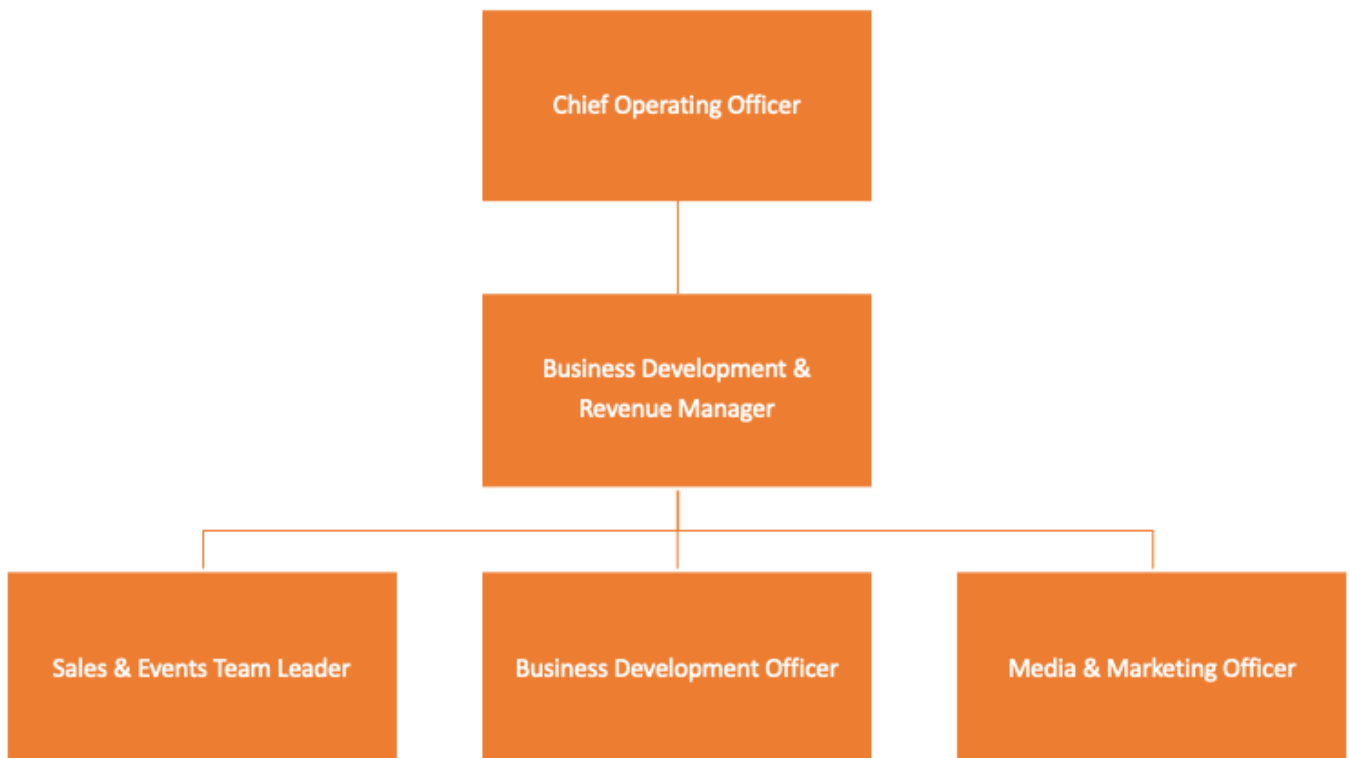 Chief Operating Officer
Business Development &
Revenue Manager
Sales & Events Team Leader
Business Development Officer
Media & Marketing Officer